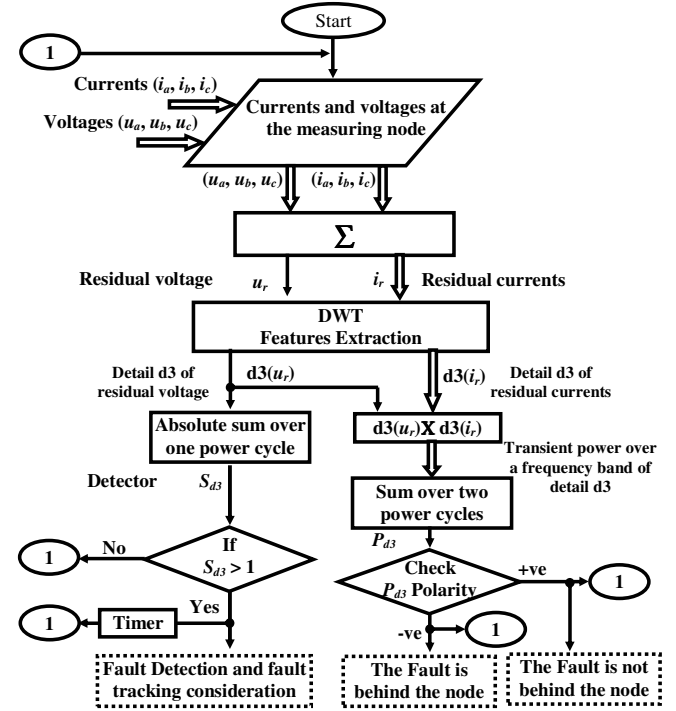 Start
1
Currents (ia, ib, ic)
Voltages (ua, ub, uc)
Currents and voltages at
the measuring node
(ua, ub, uc)
(ia, ib, ic)
Σ
Residual voltage
ur
ir
Residual currents
DWT
Features Extraction
Detail d3 of
residual voltage
d3(ur)
d3(ir)
Detail d3 of
residual currents
Absolute sum over
one power cycle
d3(ur) X d3(ir)
Transient power over
a frequency band of
detail d3
Detector
Sd3
Sum over two
power cycles
Pd3
1
No
If
Sd3 > 1
Check
Pd3 Polarity
+ve
1
1
Timer
Yes
-ve
1
Fault Detection and fault
tracking consideration
The Fault is
behind the node
The Fault is not
behind the node